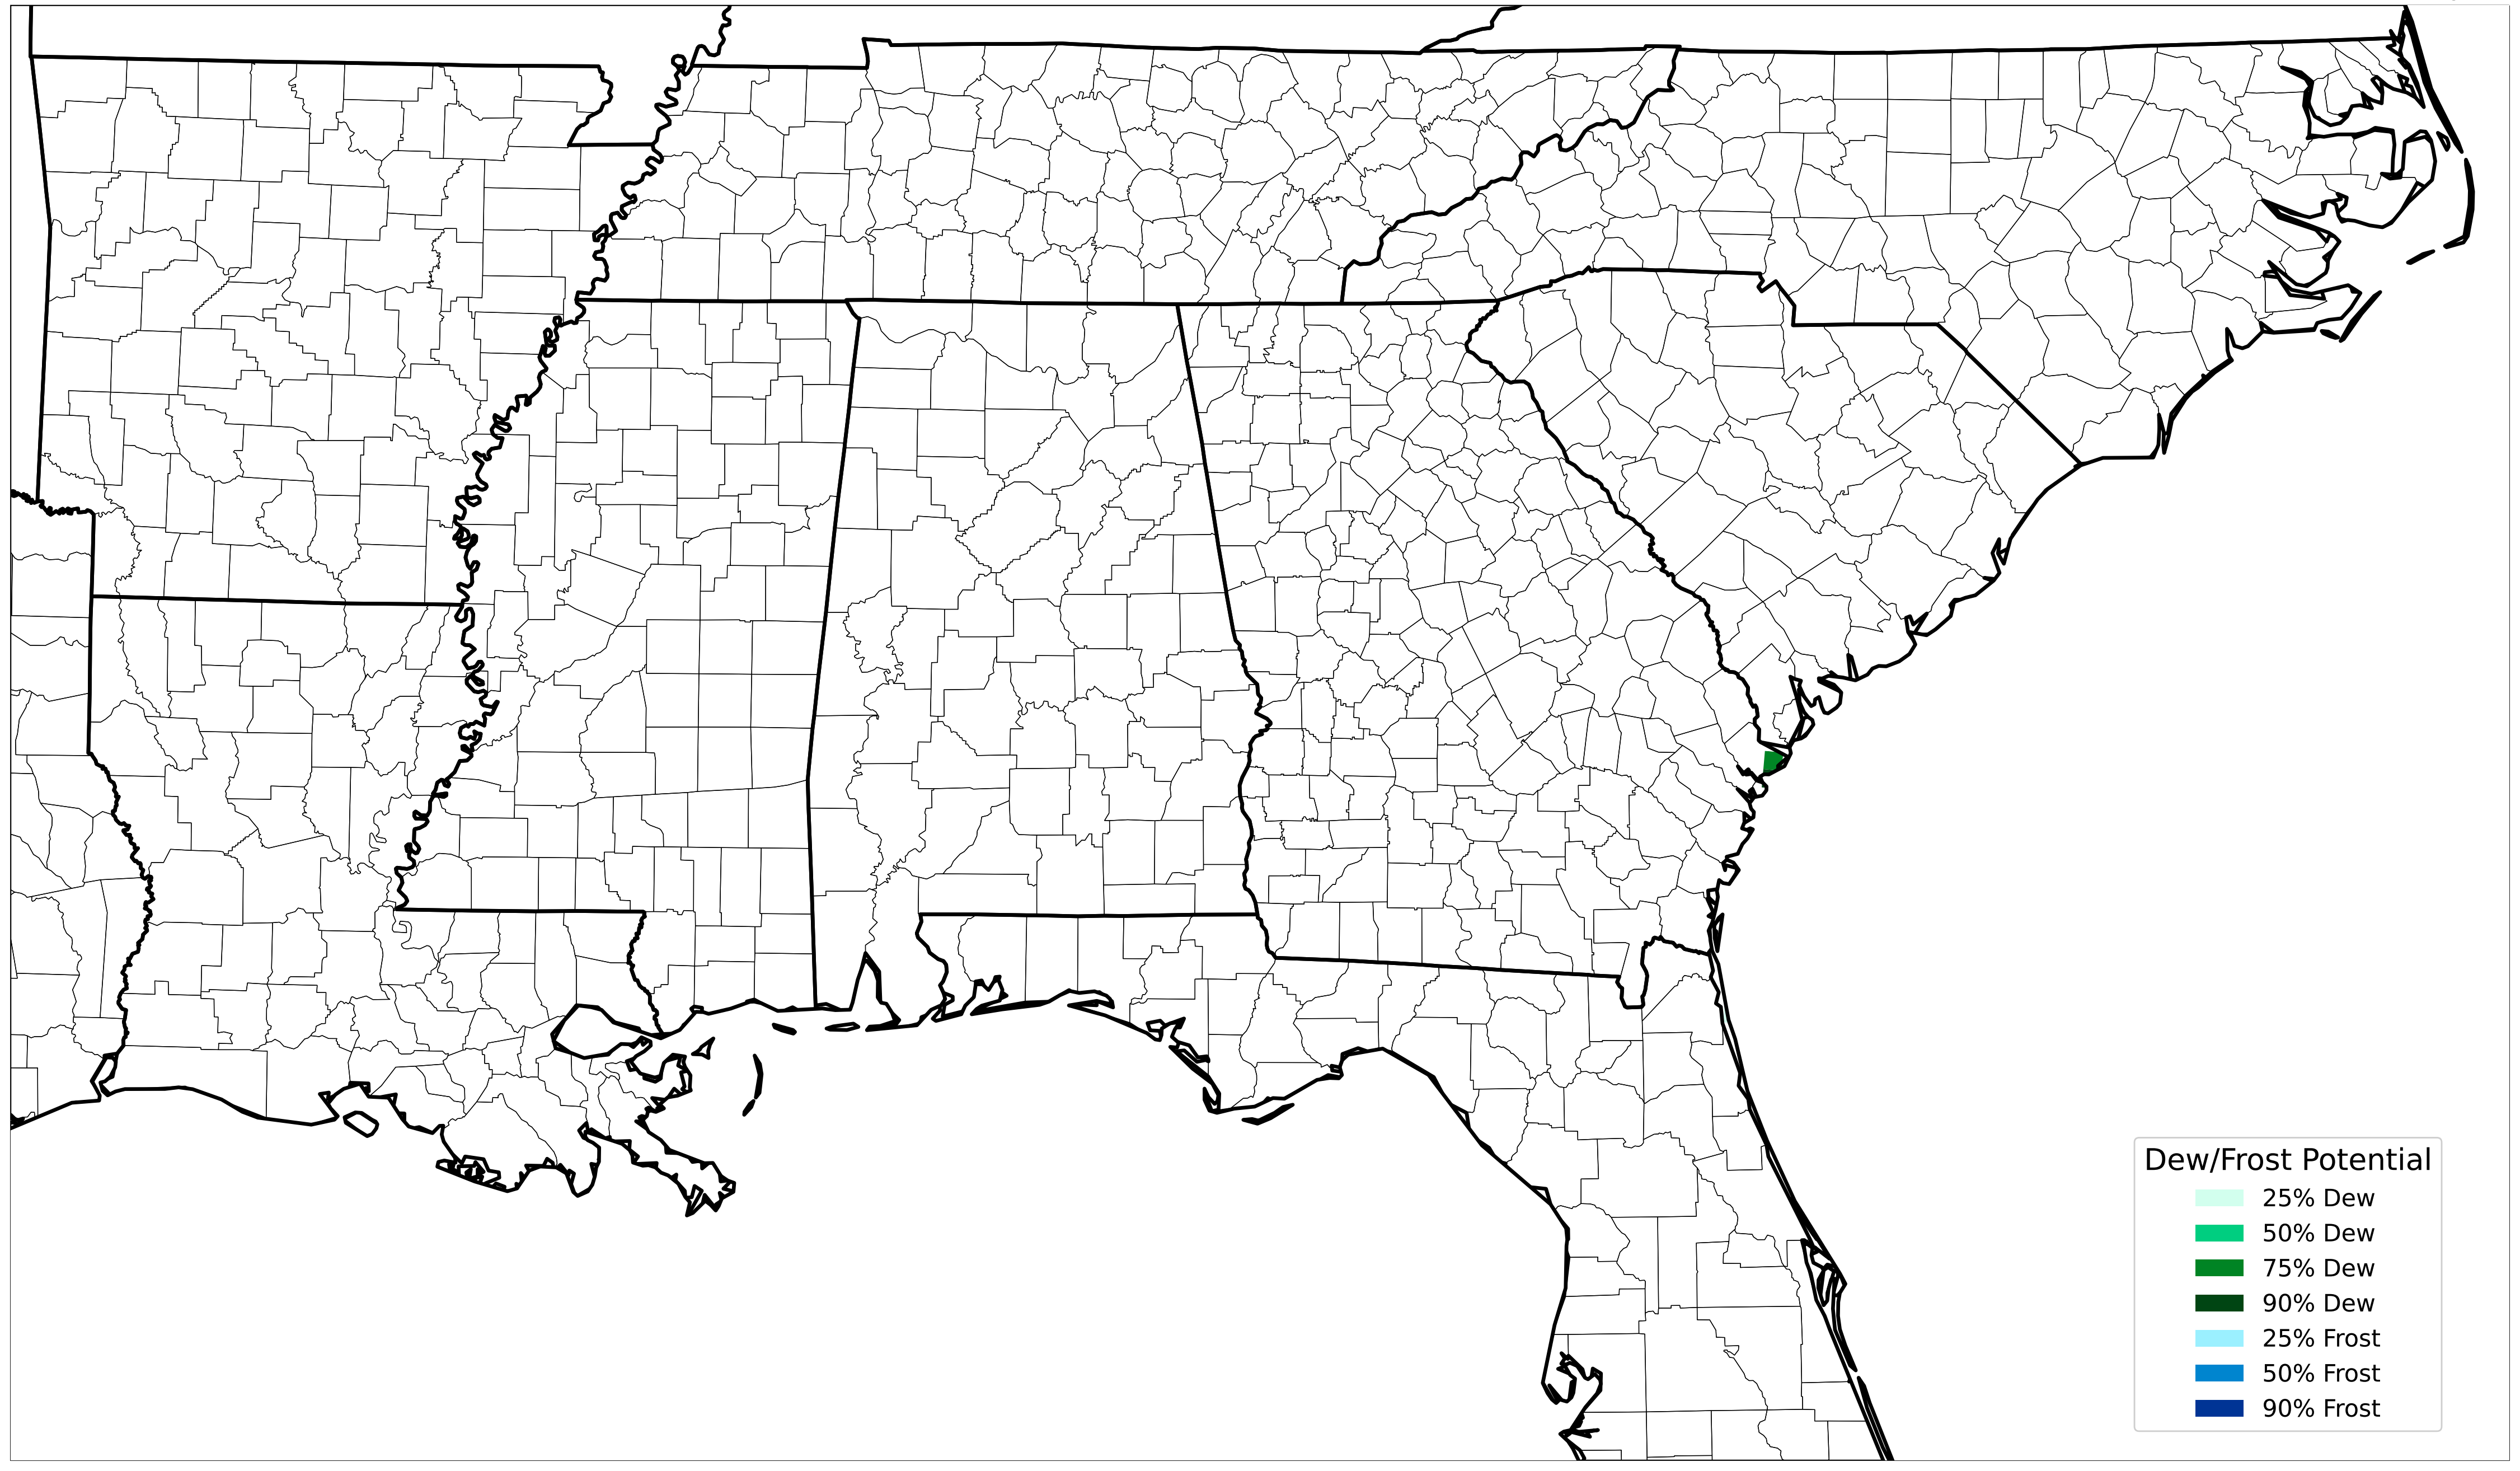 Dew/Frost Potential
25% Dew
50% Dew
75% Dew
90% Dew
25% Frost
50% Frost
90% Frost